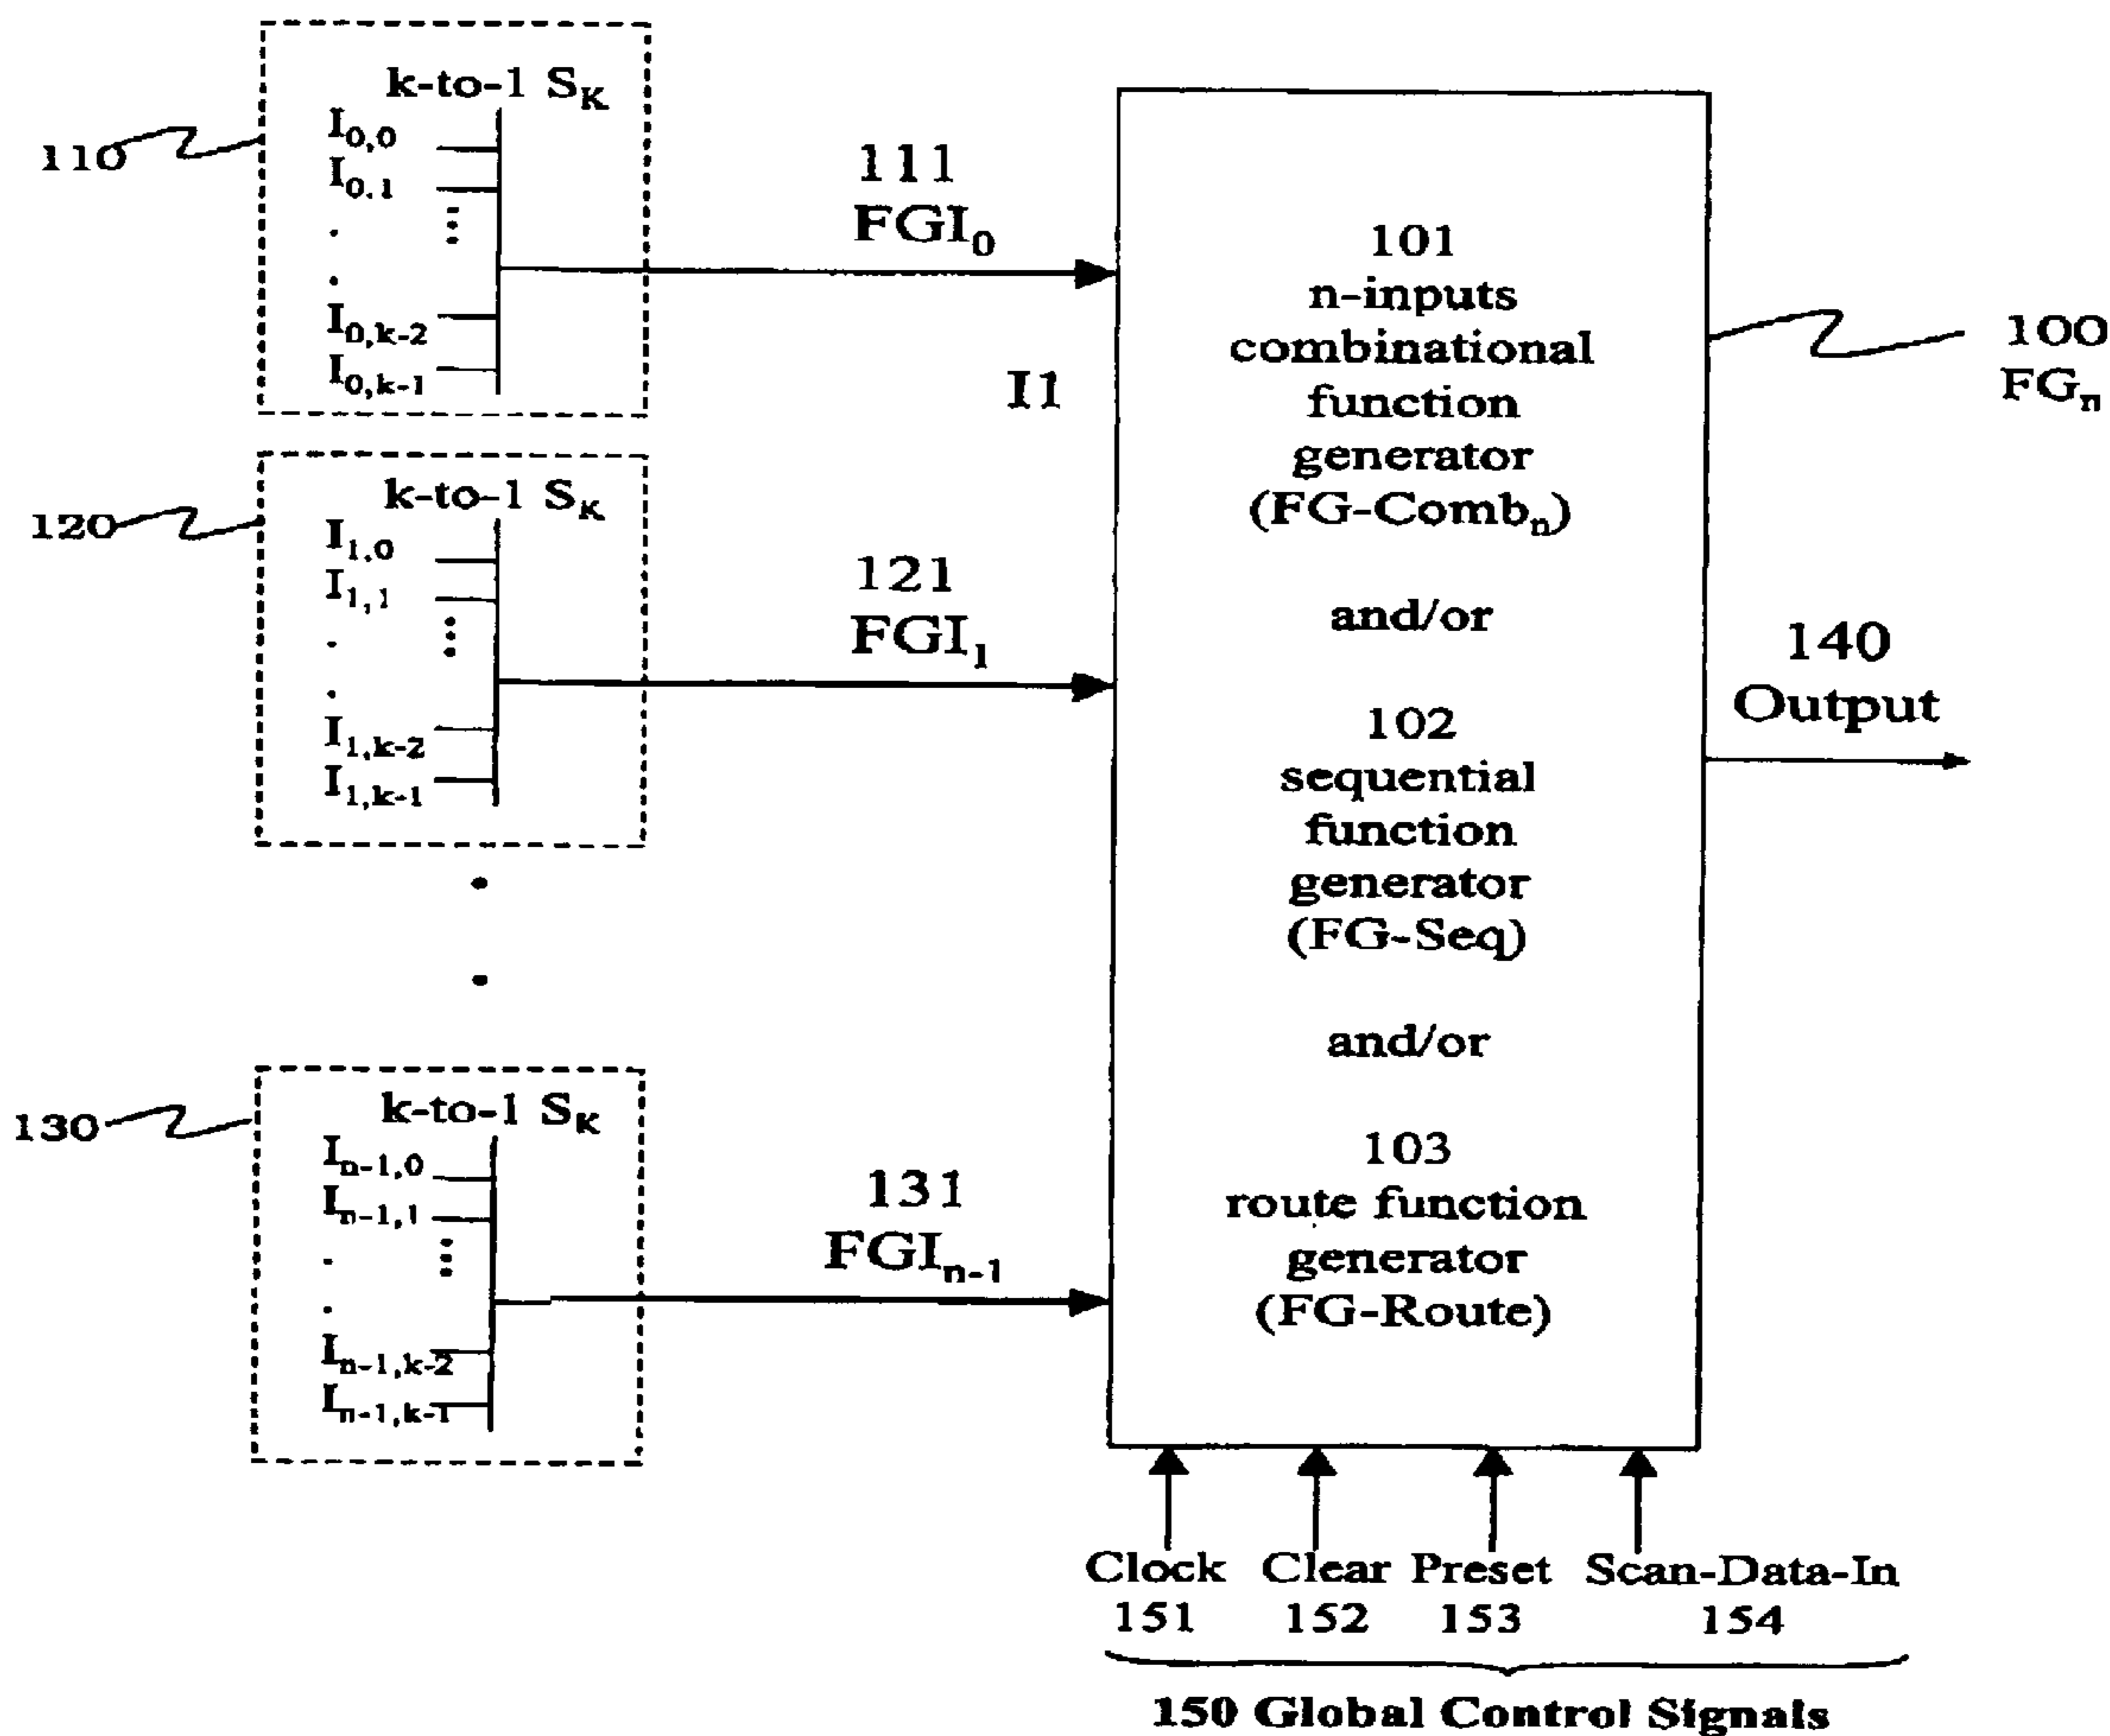 k-to-1 S_K
110
I_0,0
I_0,1
I_0,k-2
I_0,k-1
111
FGI_0
I1
k-to-1 S_K
120
I_1,0
I_1,1
I_1,k-2
I_1,k-1
121
FGI_1
k-to-1 S_K
130
I_n-1,0
I_n-1,1
I_n-1,k-2
I_n-1,k-1
131
FGI_n-1
101
n-inputs
combinational
function
generator
(FG-Comb_n)
and/or
102
sequential
function
generator
(FG-Seq)
and/or
103
route function
generator
(FG-Route)
100
FG_n
140
Output
Clock Clear Preset Scan-Data-In
151 152 153 154
150 Global Control Signals